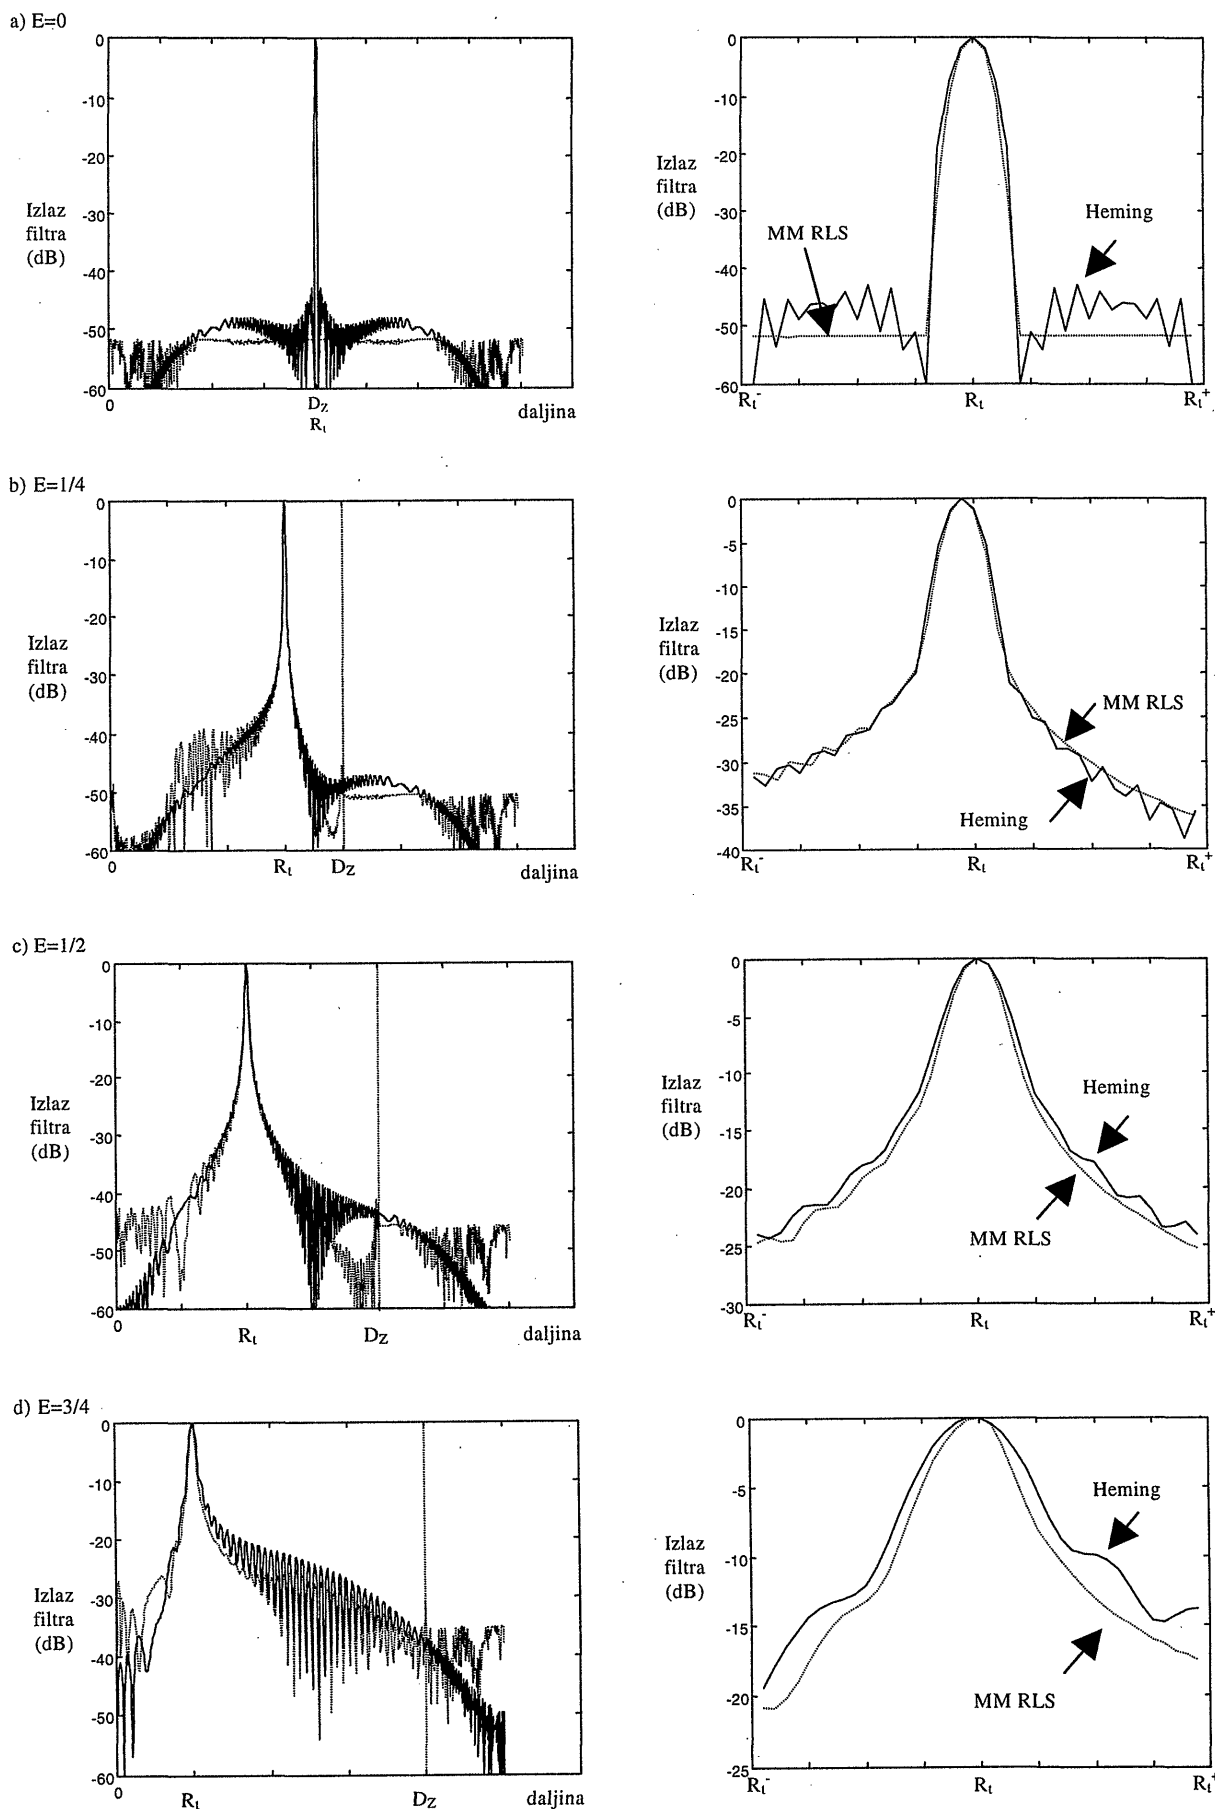 a) E=0
0
-10
-20
-30
-40
-50
-60
Izlaz
filtra
(dB)
0
Dz
Rt
daljina
0
-10
-20
-30
-40
-50
-60
Izlaz
filtra
(dB)
MM RLS
Heming
Rt-
Rt
Rt+
b) E=1/4
0
-10
-20
-30
-40
-50
-60
Izlaz
filtra
(dB)
0
Rt
Dz
daljina
0
-5
-10
-15
-20
-25
-30
-35
-40
Izlaz
filtra
(dB)
MM RLS
Heming
Rt-
Rt
Rt+
c) E=1/2
0
-10
-20
-30
-40
-50
-60
Izlaz
filtra
(dB)
0
Rt
Dz
daljina
0
-5
-10
-15
-20
-25
-30
Izlaz
filtra
(dB)
Heming
MM RLS
Rt-
Rt
Rt+
d) E=3/4
0
-10
-20
-30
-40
-50
-60
Izlaz
filtra
(dB)
0
Rt
Dz
daljina
0
-5
-10
-15
-20
-25
Izlaz
filtra
(dB)
Heming
MM RLS
Rt-
Rt
Rt+